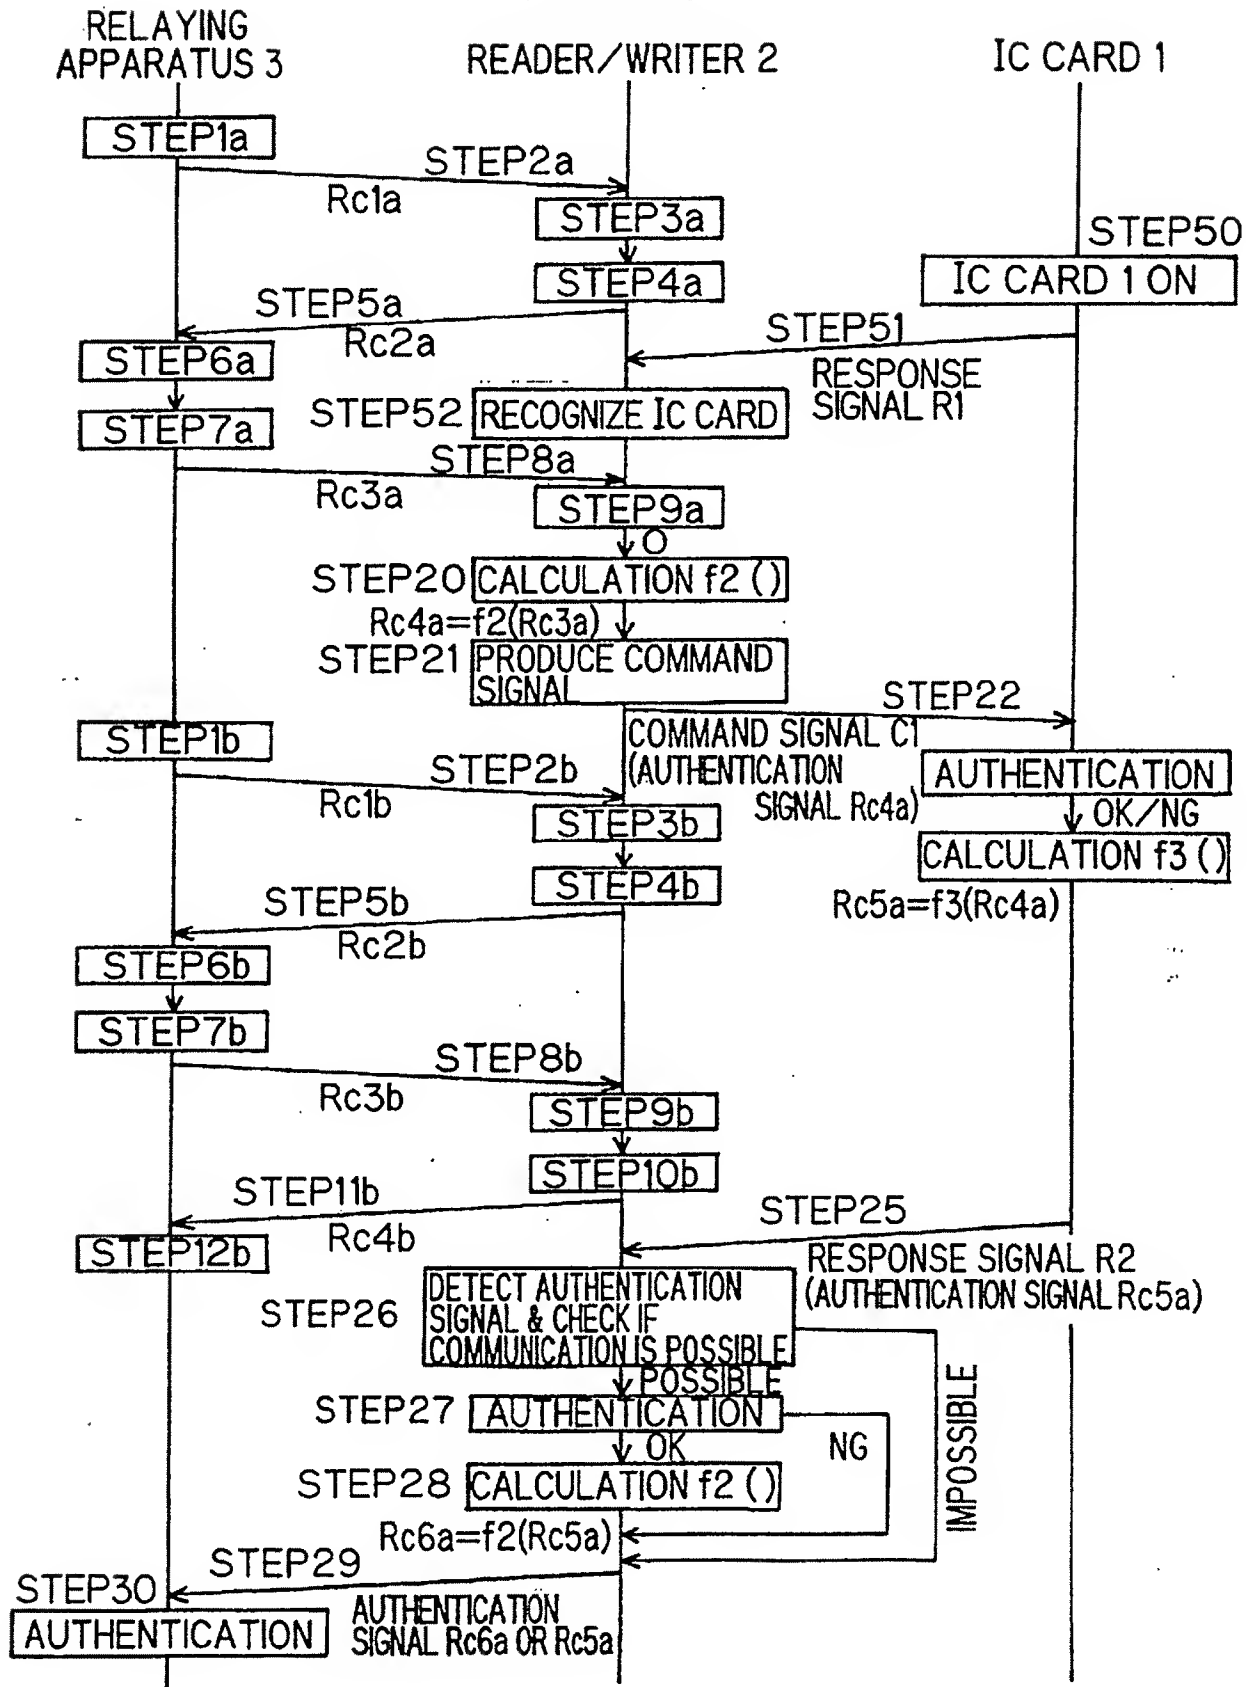 RELAYING
APPARATUS 3
READER/WRITER 2
IC CARD 1
STEP1a
STEP2a
Rc1a
STEP3a
STEP50
STEP4a
IC CARD 1 ON
STEP5a
Rc2a
STEP51
STEP6a
RESPONSE
SIGNAL R1
STEP52
RECOGNIZE IC CARD
STEP7a
STEP8a
Rc3a
STEP9a
O
STEP20
CALCULATION f2 ()
Rc4a=f2(Rc3a)
STEP21
PRODUCE COMMAND
SIGNAL
STEP22
STEP1b
COMMAND SIGNAL C1
(AUTHENTICATION
SIGNAL Rc4a)
STEP2b
Rc1b
AUTHENTICATION
STEP3b
OK/NG
CALCULATION f3 ()
STEP4b
Rc5a=f3(Rc4a)
STEP5b
Rc2b
STEP6b
STEP7b
STEP8b
Rc3b
STEP9b
STEP10b
STEP11b
Rc4b
STEP25
STEP12b
RESPONSE SIGNAL R2
(AUTHENTICATION SIGNAL Rc5a)
STEP26
DETECT AUTHENTICATION
SIGNAL & CHECK IF
COMMUNICATION IS POSSIBLE
POSSIBLE
IMPOSSIBLE
STEP27
AUTHENTICATION
OK
NG
STEP28
CALCULATION f2 ()
Rc6a=f2(Rc5a)
STEP29
STEP30
AUTHENTICATION
AUTHENTICATION
SIGNAL Rc6a OR Rc5a